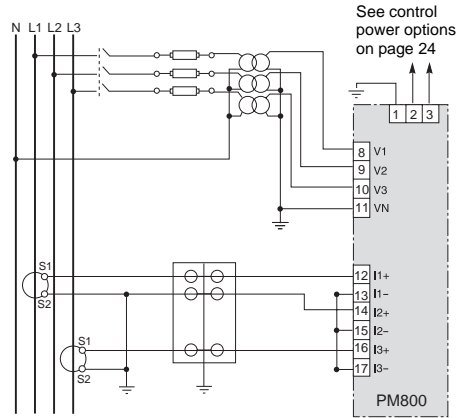 See control
power options
on page 24
N L1 L2 L3
1 2 3
8 V1
9 V2
10 V3
11 VN
S1
S2
12 I1+
13 I1–
14 I2+
15 I2–
S1
S2
16 I3+
17 I3–
PM800